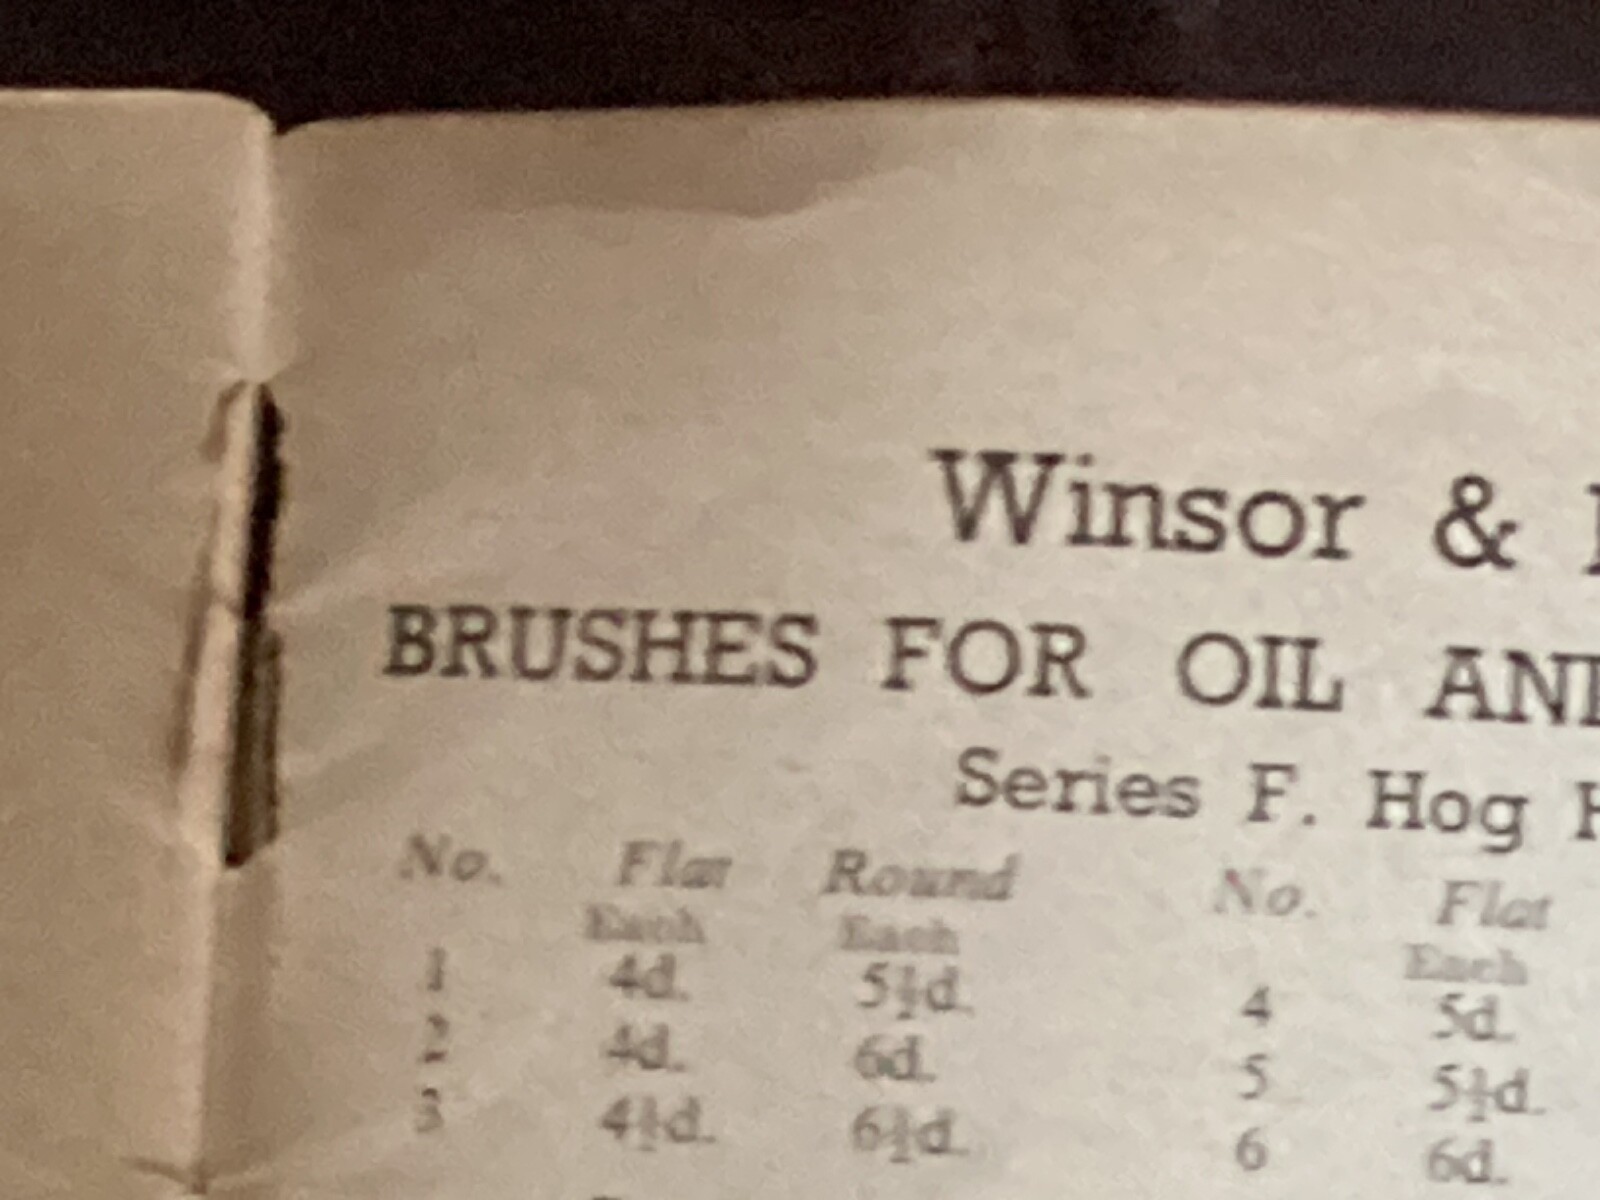 Winsor &
BRUSHES FOR OIL AND
Series F. Hog H
No. Flat Round No. Flat
Each Each Each
1 4d. 5½d. 4 5d.
2 4d. 6d. 5 5½d.
3 4½d. 6½d. 6 6d.